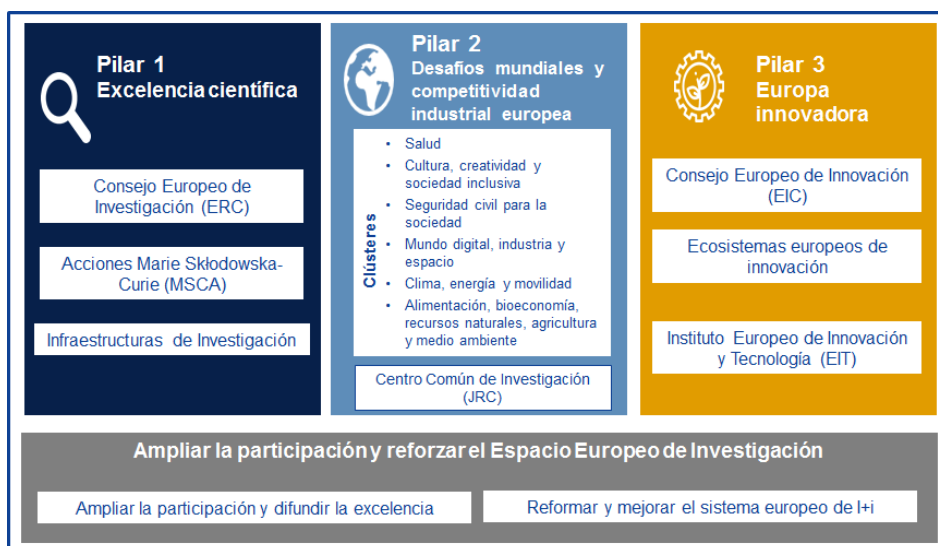 Pilar 1
Excelencia científica
Consejo Europeo de
Investigación (ERC)
Acciones Marie Skłodowska-
Curie (MSCA)
Infraestructuras de Investigación
Pilar 2
Desafios mundiales y
competitividad
industrial europea
Clústeres
• Salud
• Cultura, creatividad y
sociedad inclusiva
• Seguridad civil para la
sociedad
• Mundo digital, industria y
espacio
• Clima, energía y movilidad
• Alimentación, bioeconomía,
recursos naturales, agricultura
y medio ambiente
Centro Común de Investigación
(JRC)
Pilar 3
Europa
innovadora
Consejo Europeo de Innovación
(EIC)
Ecosistemas europeos de
innovación
Instituto Europeo de Innovación
y Tecnología (EIT)
Ampliar la participación y reforzar el Espacio Europeo de Investigación
Ampliar la participación y difundir la excelencia
Reformar y mejorar el sistema europeo de I+i